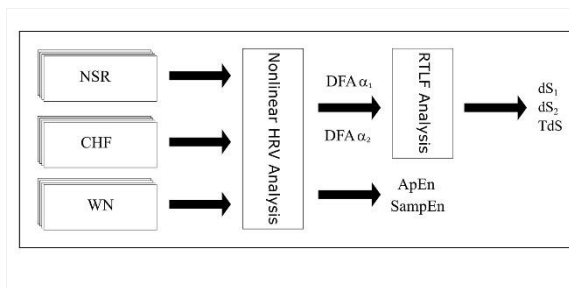 NSR
CHF
WN
Nonlinear HRV Analysis
DFA α₁
DFA α₂
RTLF Analysis
ApEn
SampEn
dS₁
dS₂
TdS